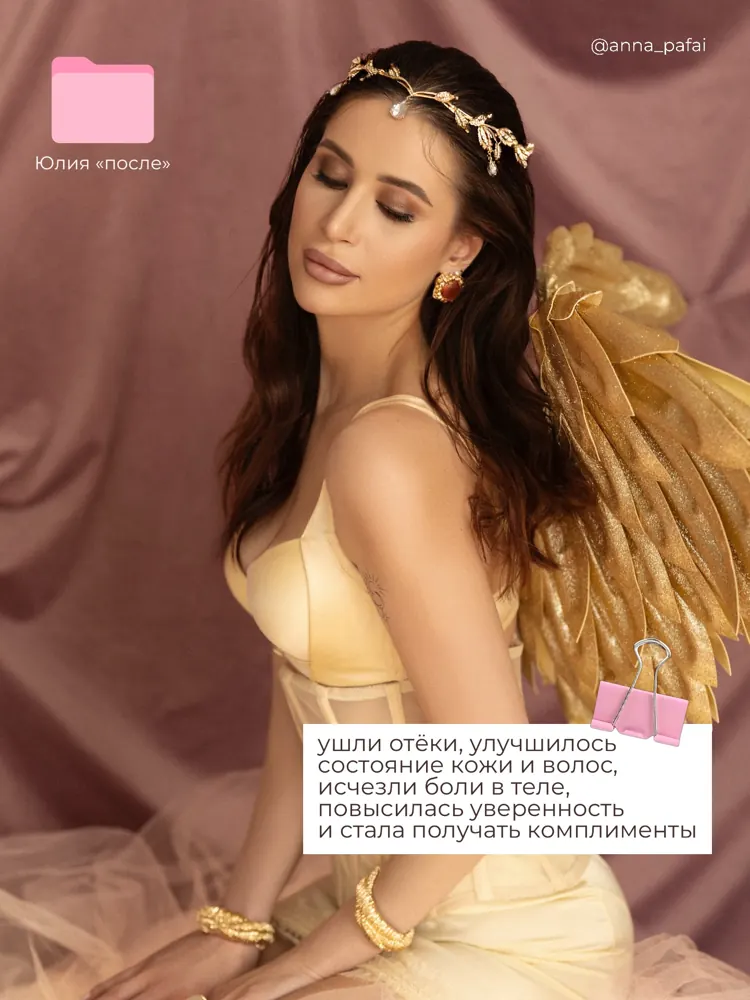 @anna_pafai
Юлия «после»
ушли отёки, улучшилось
состояние кожи и волос,
исчезли боли в теле,
повысилась уверенность
и стала получать комплименты